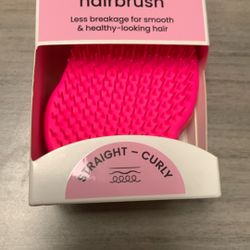 hairbrush
Less breakage for smooth
& healthy-looking hair
STRAIGHT – CURLY